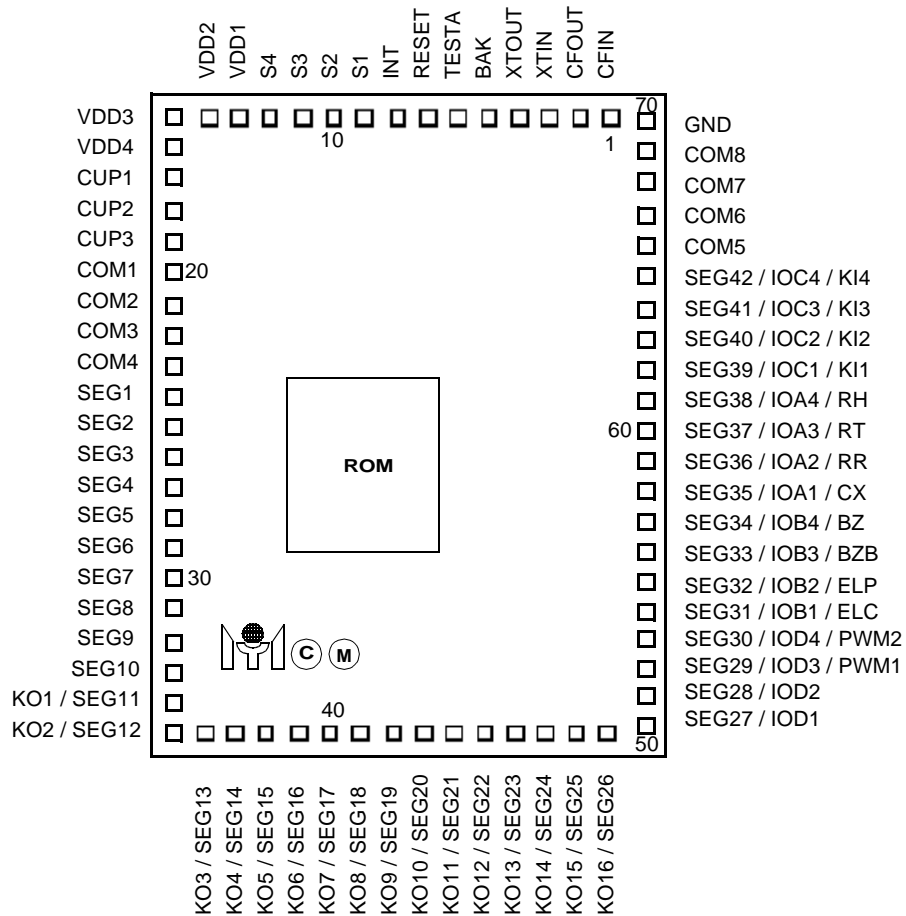 VDD2
VDD1
S4
S3
S2
S1
INT
RESET
TESTA
BAK
XTOUT
XTIN
CFOUT
CFIN
70
10
1
VDD3
VDD4
CUP1
CUP2
CUP3
COM1
20
COM2
COM3
COM4
SEG1
SEG2
SEG3
SEG4
SEG5
SEG6
SEG7
30
SEG8
SEG9
SEG10
KO1 / SEG11
KO2 / SEG12
ROM
C
M
40
GND
COM8
COM7
COM6
COM5
SEG42 / IOC4 / KI4
SEG41 / IOC3 / KI3
SEG40 / IOC2 / KI2
SEG39 / IOC1 / KI1
SEG38 / IOA4 / RH
60
SEG37 / IOA3 / RT
SEG36 / IOA2 / RR
SEG35 / IOA1 / CX
SEG34 / IOB4 / BZ
SEG33 / IOB3 / BZB
SEG32 / IOB2 / ELP
SEG31 / IOB1 / ELC
SEG30 / IOD4 / PWM2
SEG29 / IOD3 / PWM1
SEG28 / IOD2
SEG27 / IOD1
50
KO3 / SEG13
KO4 / SEG14
KO5 / SEG15
KO6 / SEG16
KO7 / SEG17
KO8 / SEG18
KO9 / SEG19
KO10 / SEG20
KO11 / SEG21
KO12 / SEG22
KO13 / SEG23
KO14 / SEG24
KO15 / SEG25
KO16 / SEG26